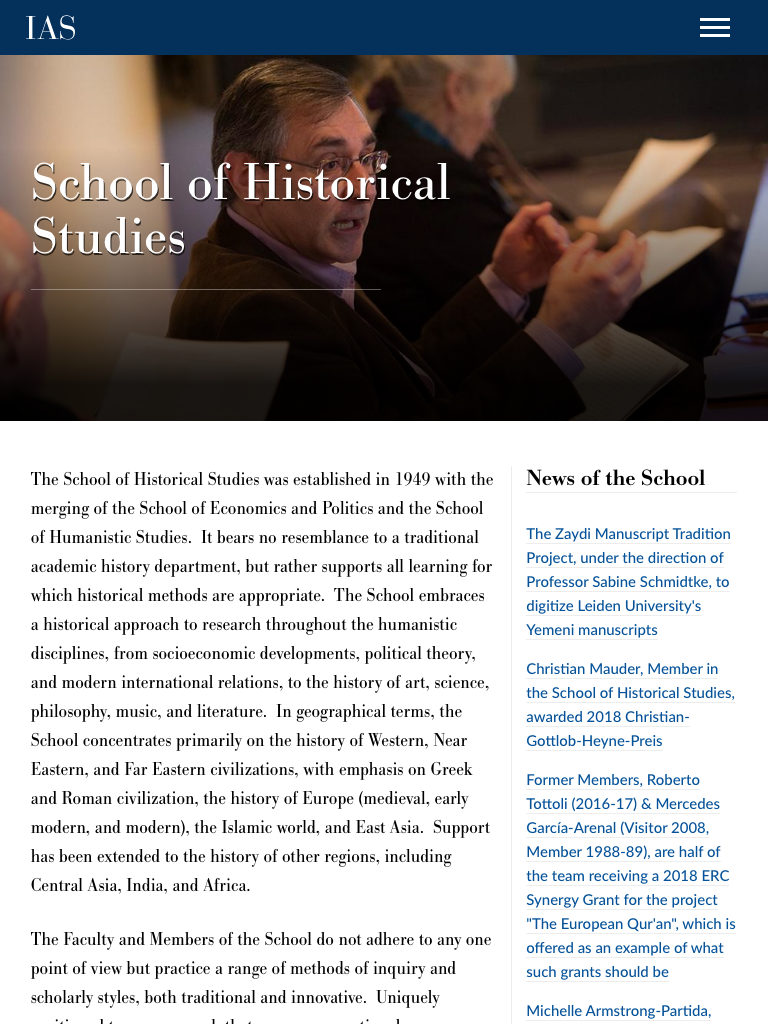 IAS
School of Historical
Studies
The School of Historical Studies was established in 1949 with the
merging of the School of Economics and Politics and the School
of Humanistic Studies.  It bears no resemblance to a traditional
academic history department, but rather supports all learning for
which historical methods are appropriate.  The School embraces
a historical approach to research throughout the humanistic
disciplines, from socioeconomic developments, political theory,
and modern international relations, to the history of art, science,
philosophy, music, and literature.  In geographical terms, the
School concentrates primarily on the history of Western, Near
Eastern, and Far Eastern civilizations, with emphasis on Greek
and Roman civilization, the history of Europe (medieval, early
modern, and modern), the Islamic world, and East Asia.  Support
has been extended to the history of other regions, including
Central Asia, India, and Africa.
The Faculty and Members of the School do not adhere to any one
point of view but practice a range of methods of inquiry and
scholarly styles, both traditional and innovative.  Uniquely
News of the School
The Zaydi Manuscript Tradition
Project, under the direction of
Professor Sabine Schmidtke, to
digitize Leiden University's
Yemeni manuscripts
Christian Mauder, Member in
the School of Historical Studies,
awarded 2018 Christian-
Gottlob-Heyne-Preis
Former Members, Roberto
Tottoli (2016-17) & Mercedes
García-Arenal (Visitor 2008,
Member 1988-89), are half of
the team receiving a 2018 ERC
Synergy Grant for the project
"The European Qur'an", which is
offered as an example of what
such grants should be
Michelle Armstrong-Partida,